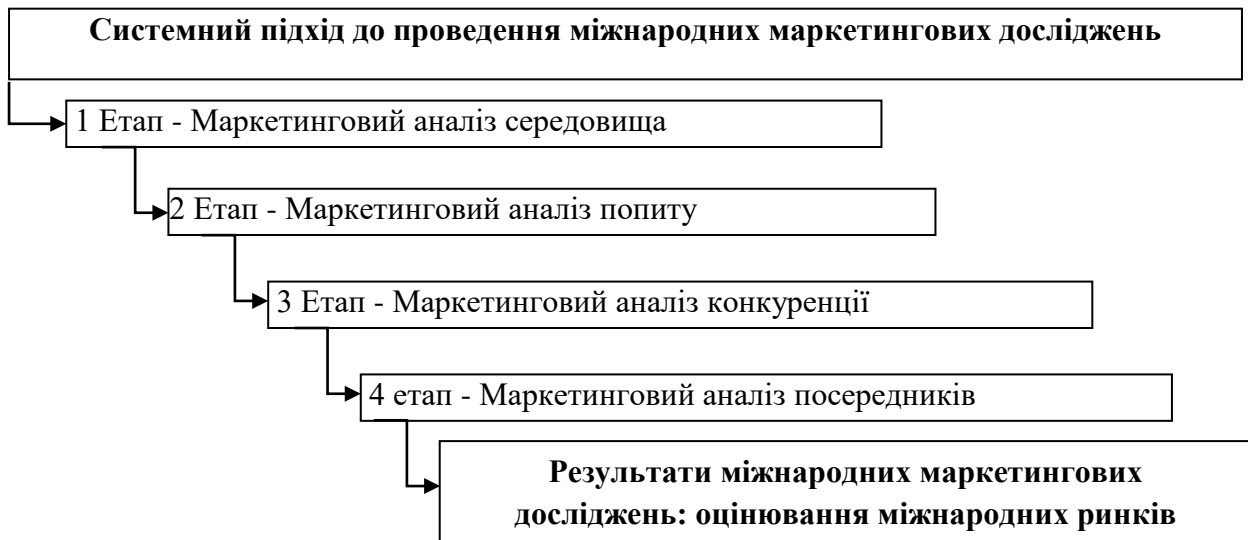 Системний підхід до проведення міжнародних маркетингових досліджень
1 Етап - Маркетинговий аналіз середовища
2 Етап - Маркетинговий аналіз попиту
3 Етап - Маркетинговий аналіз конкуренції
4 етап - Маркетинговий аналіз посередників
Результати міжнародних маркетингових
досліджень: оцінювання міжнародних ринків